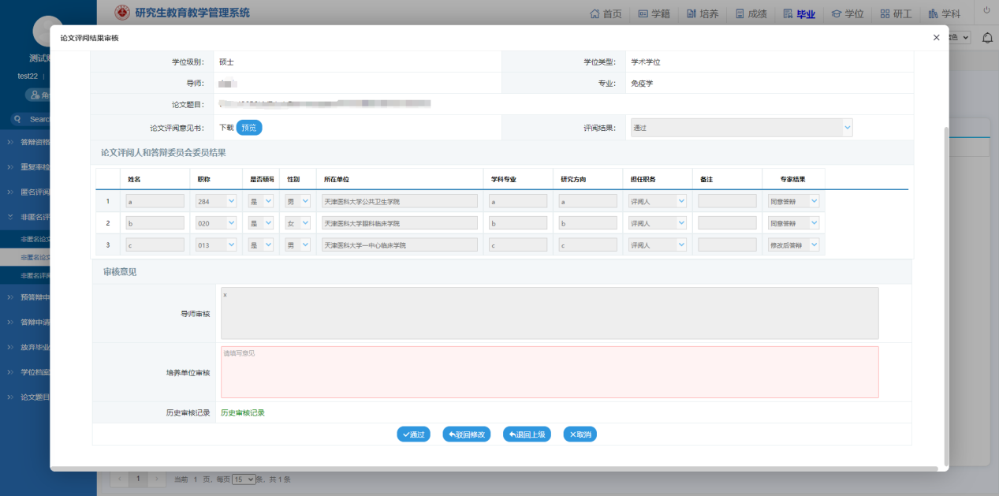 研究生教育教学管理系统
首页 学籍 培养 成绩 毕业 学位 研工 学科
论文评阅结果审核
色
测试
test22
角
Searc
答辩资格
重复率检
匿名评阅
非匿名评
非匿名论文
非匿名论文
非匿名评阅
预答辩申
答辩申请
放弃毕业
学位档案
论文题目
学位级别: 硕士 学位类型: 学术学位
导师: 专业: 免疫学
论文题目:
论文评阅意见书: 下载 预览 评阅结果: 通过
论文评阅人和答辩委员会委员结果
姓名 职称 是否硕导 性别 所在单位 学科专业 研究方向 担任职务 备注 专家结果
1 a 284 是 男 天津医科大学公共卫生学院 a a 评阅人 同意答辩
2 b 020 是 女 天津医科大学眼科临床学院 b b 评阅人 同意答辩
3 c 013 是 男 天津医科大学一中心临床学院 c c 评阅人 修改后答辩
审核意见
导师审核 x
培养单位审核 请填写意见
历史审核记录 历史审核记录
通过 驳回修改 退回上级 取消
1 当前 1 页, 每页 15 条, 共 1 条